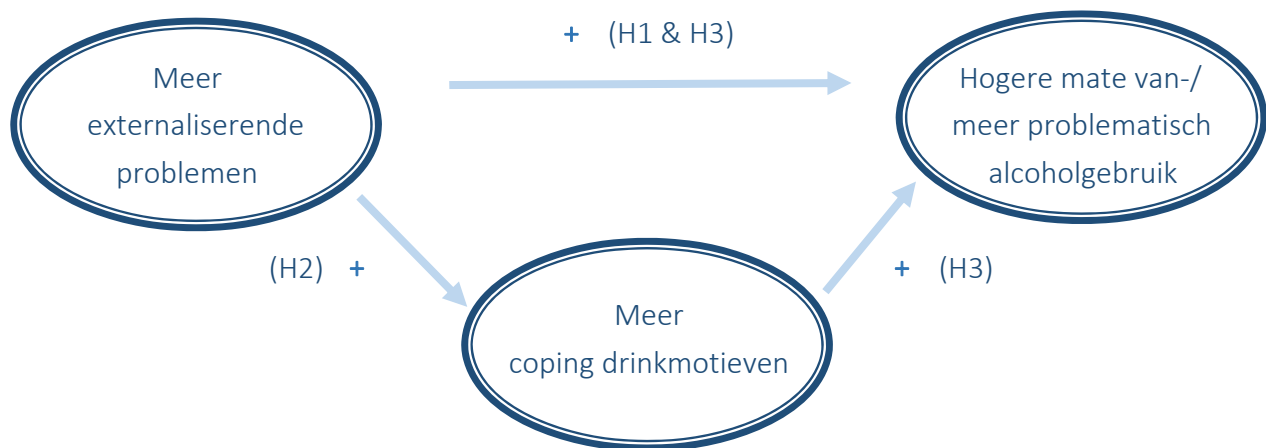 + (H1 & H3)
Meer
externaliserende
problemen
Hogere mate van-/
meer problematisch
alcoholgebruik
(H2) +
+ (H3)
Meer
coping drinkmotieven